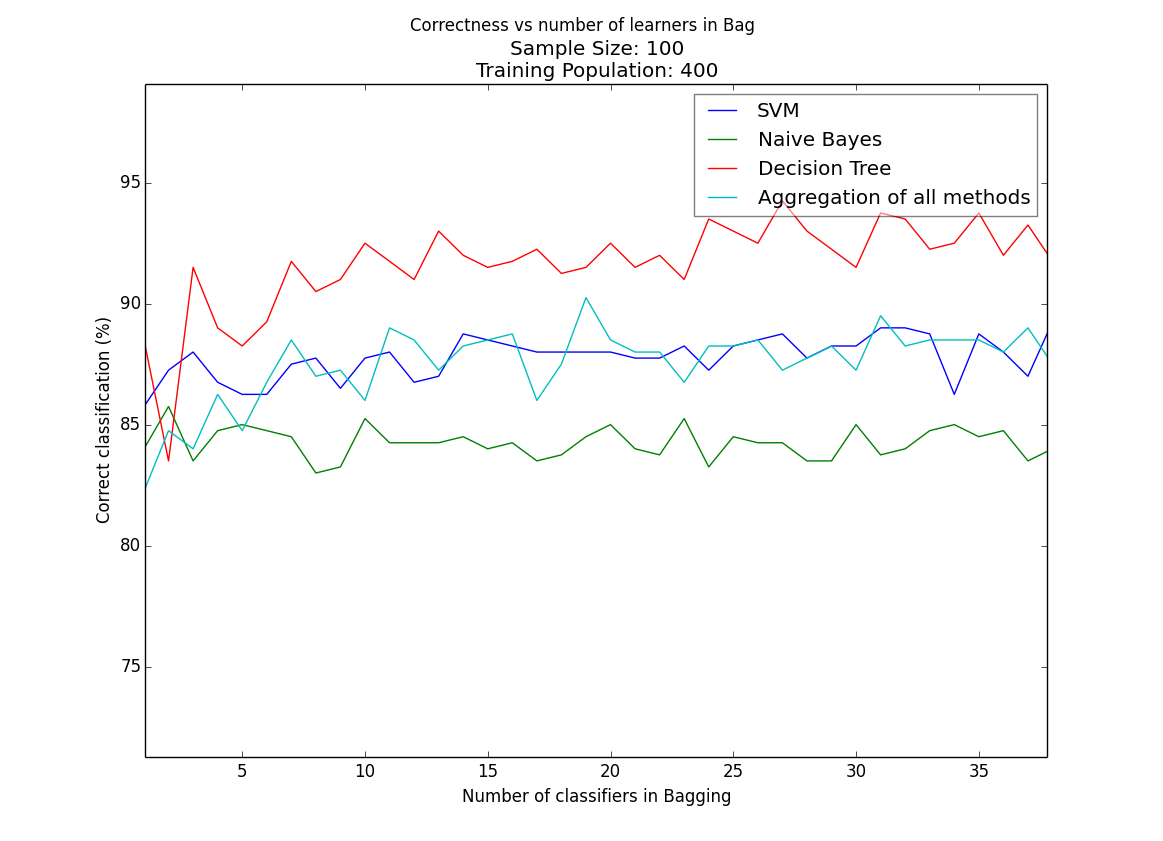 Correctness vs number of learners in Bag
Sample Size: 100
Training Population: 400
SVM
Naive Bayes
Decision Tree
Aggregation of all methods
95
90
85
80
75
Correct classification (%)
5 10 15 20 25 30 35
Number of classifiers in Bagging